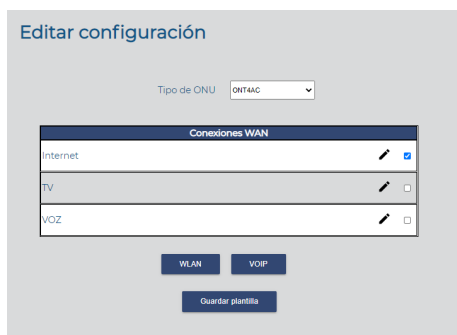 Editar configuración
Tipo de ONU ONT4AC
Conexiones WAN
Internet
TV
VOZ
WLAN VOIP
Guardar plantilla